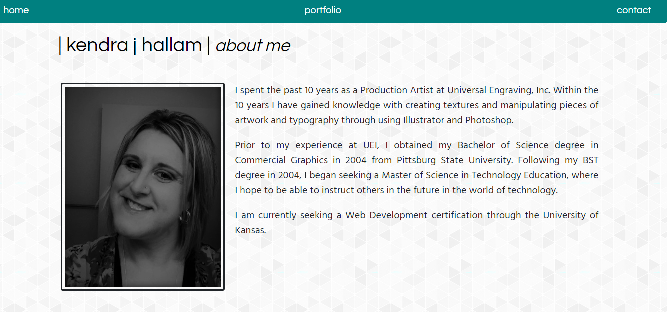 home portfolio contact
| kendra j hallam | about me
I spent the past 10 years as a Production Artist at Universal Engraving, Inc. Within the
10 years I have gained knowledge with creating textures and manipulating pieces of
artwork and typography through using Illustrator and Photoshop.
Prior to my experience at UEI, I obtained my Bachelor of Science degree in
Commercial Graphics in 2004 from Pittsburg State University. Following my BST
degree in 2004, I began seeking a Master of Science in Technology Education, where
I hope to be able to instruct others in the future in the world of technology.
I am currently seeking a Web Development certification through the University of
Kansas.